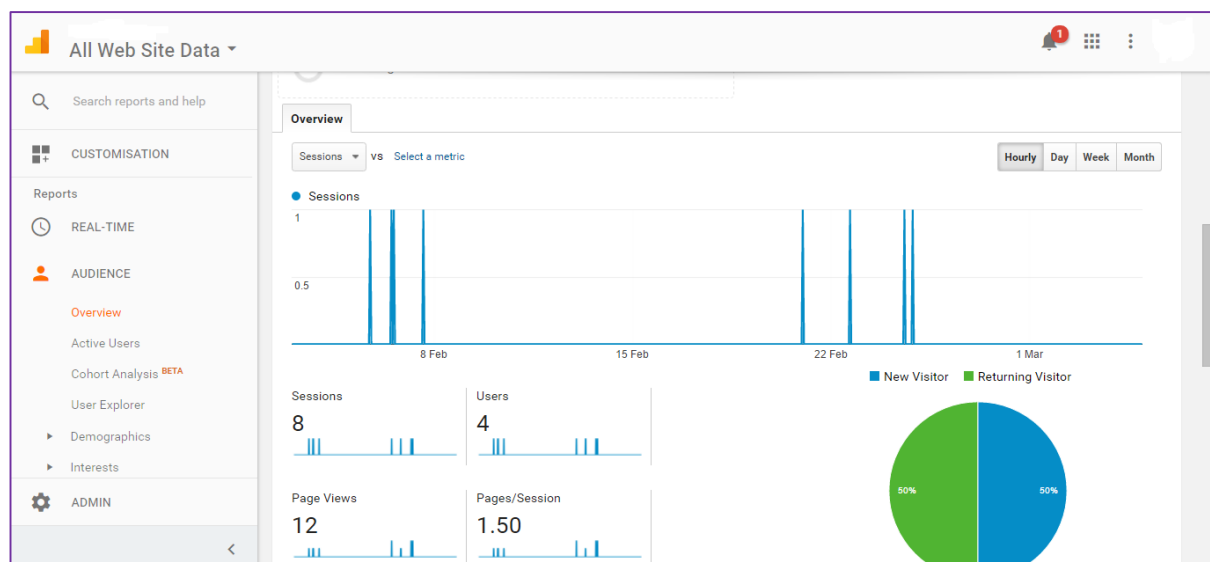 All Web Site Data
1
Search reports and help
CUSTOMISATION
Reports
REAL-TIME
AUDIENCE
Overview
Active Users
Cohort Analysis BETA
User Explorer
Demographics
Interests
ADMIN
Overview
Sessions VS Select a metric
Hourly Day Week Month
Sessions
1
0.5
8 Feb 15 Feb 22 Feb 1 Mar
New Visitor Returning Visitor
Sessions
8
Users
4
Page Views
12
Pages/Session
1.50
50% 50%